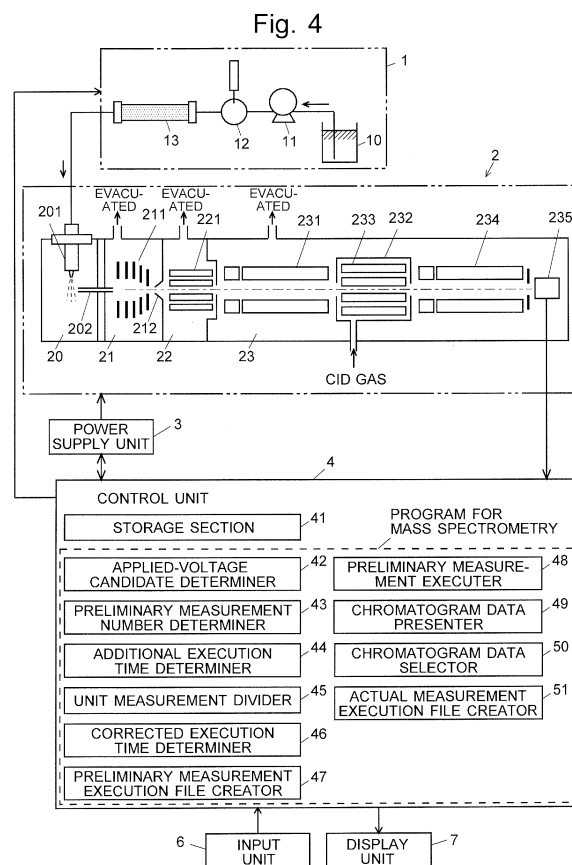 Fig. 4
1
13
12
11
10
2
EVACU-
ATED
EVACU-
ATED
EVACU-
ATED
201
211
221
231
233
232
234
235
202
212
20
21
22
23
CID GAS
POWER
SUPPLY UNIT
3
4
CONTROL UNIT
PROGRAM FOR
MASS SPECTROMETRY
STORAGE SECTION
41
APPLIED-VOLTAGE
CANDIDATE DETERMINER
42
PRELIMINARY MEASUREMENT
NUMBER DETERMINER
43
ADDITIONAL EXECUTION
TIME DETERMINER
44
UNIT MEASUREMENT DIVIDER
45
CORRECTED EXECUTION
TIME DETERMINER
46
PRELIMINARY MEASUREMENT
EXECUTION FILE CREATOR
47
PRELIMINARY MEASURE-
MENT EXECUTER
48
CHROMATOGRAM DATA
PRESENTER
49
CHROMATOGRAM DATA
SELECTOR
50
ACTUAL MEASUREMENT
EXECUTION FILE CREATOR
51
6
INPUT
UNIT
DISPLAY
UNIT
7